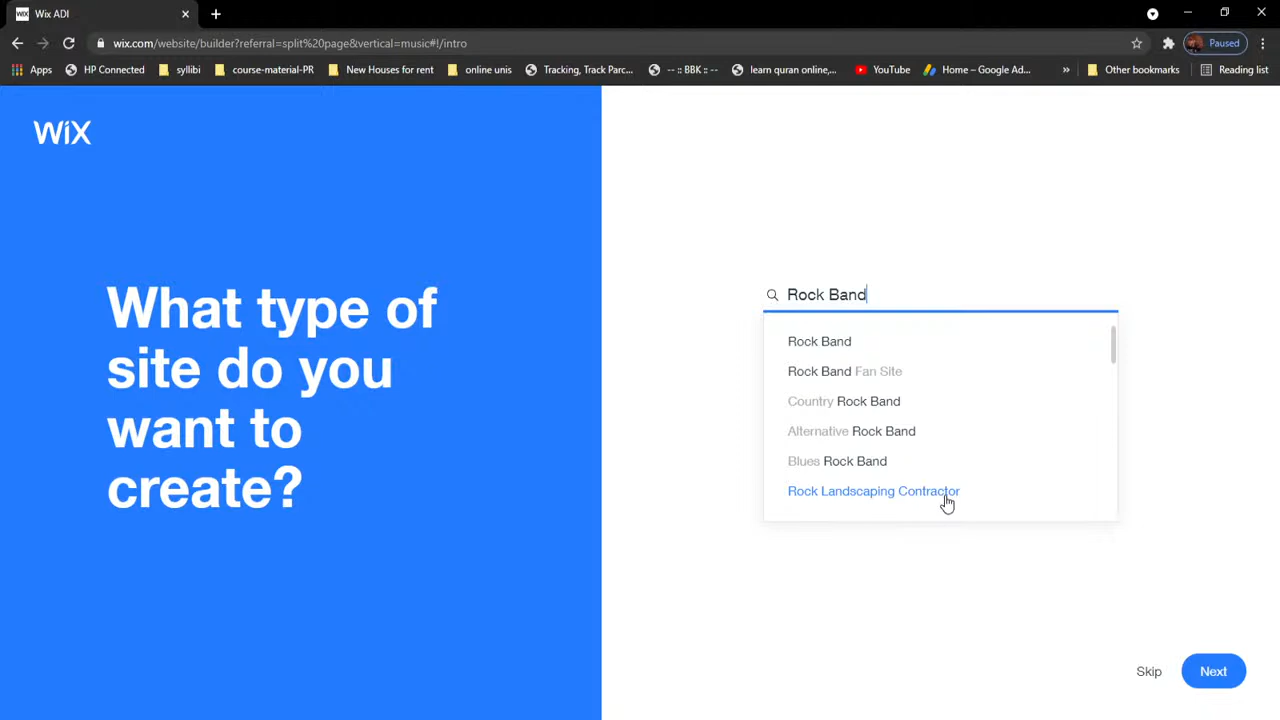 WiX Wix ADI
wix.com/website/builder?referral=split%20page&vertical=music#!/intro
Paused
Apps
HP Connected
syllibi
course-material-PR
New Houses for rent
online unis
Tracking, Track Parc...
-- :: BBK :: --
learn quran online,...
YouTube
Home – Google Ad...
»
Other bookmarks
Reading list
WiX
What type of
site do you
want to
create?
Rock Band
Rock Band
Rock Band Fan Site
Country Rock Band
Alternative Rock Band
Blues Rock Band
Rock Landscaping Contractor
Skip
Next